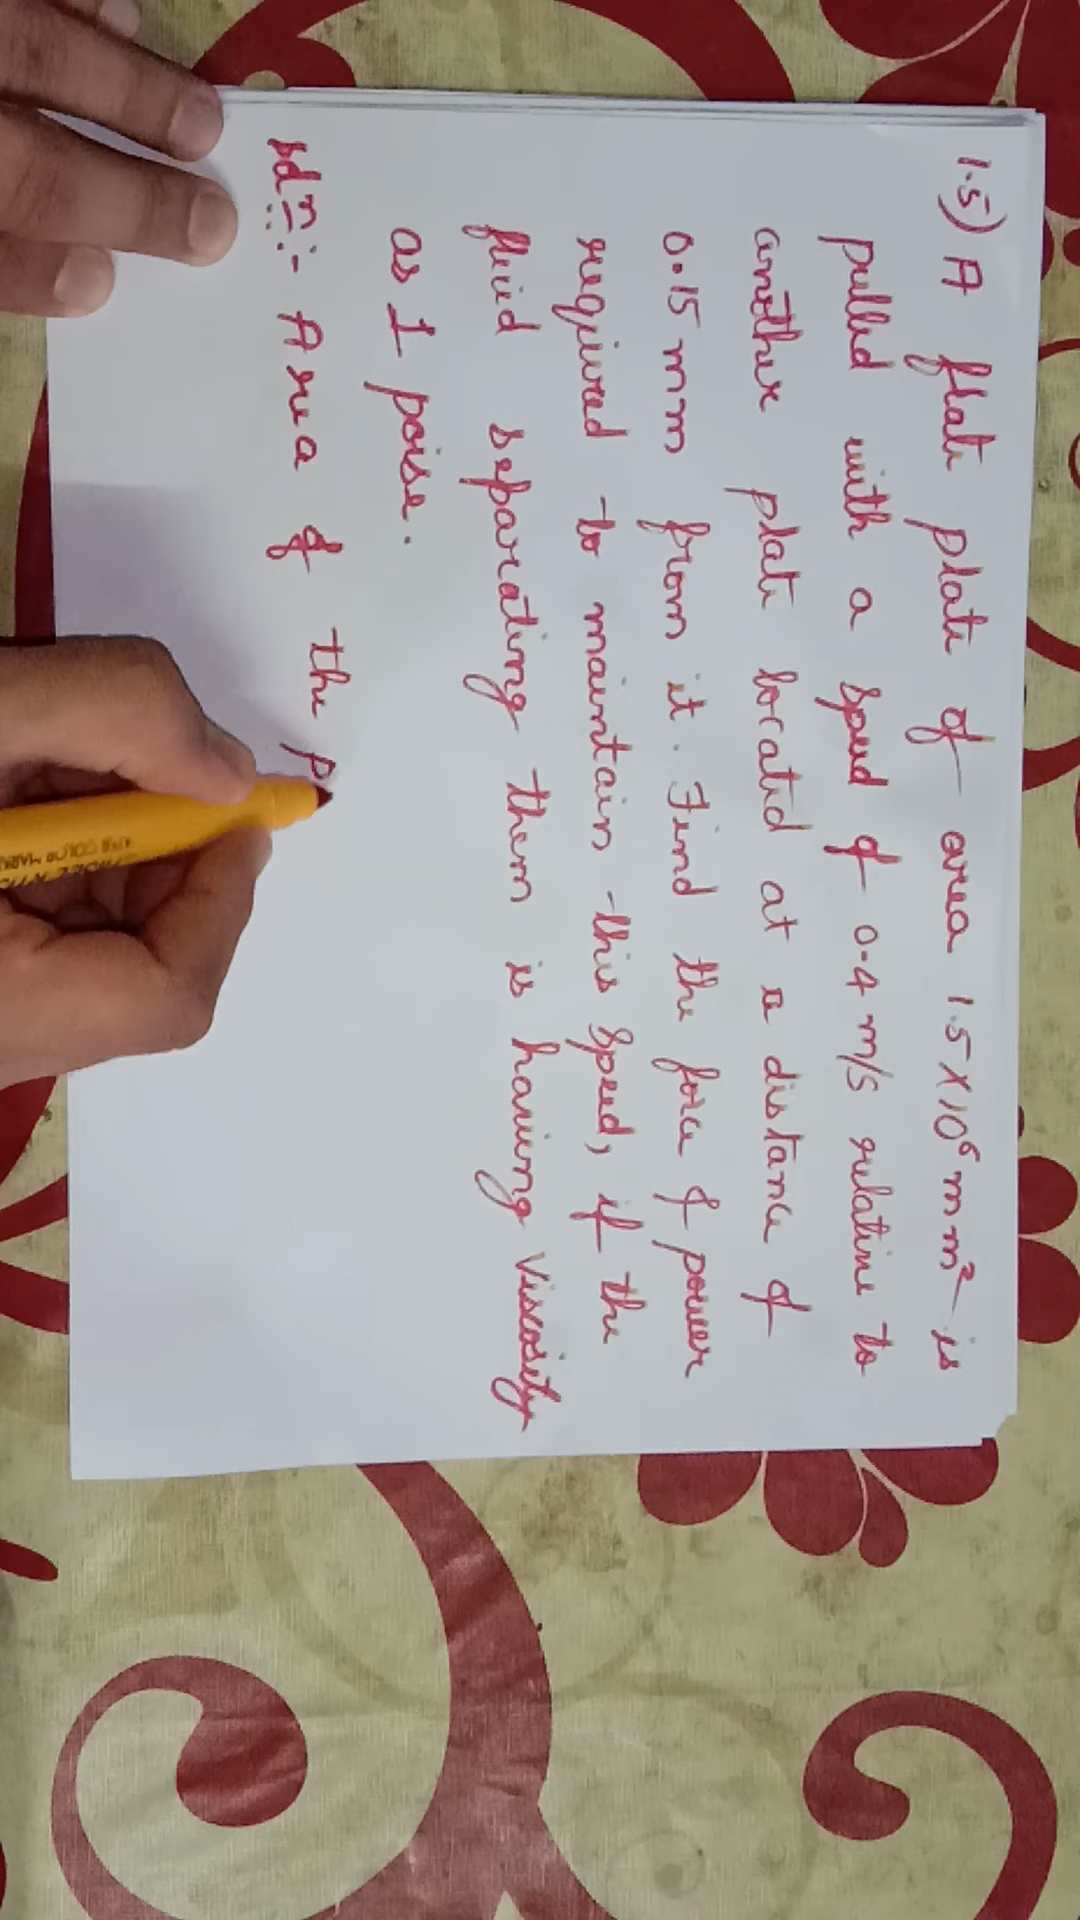 1.5) A flate plate of area 1.5 X 10⁶ mm² is
pulled with a speed of 0.4 m/s relative to
another plate located at a distance of
0.15 mm from it. Find the force & power
required to maintain this speed, if the
fluid separating them is having viscosity
as 1 poise.
soln:- Area of the p